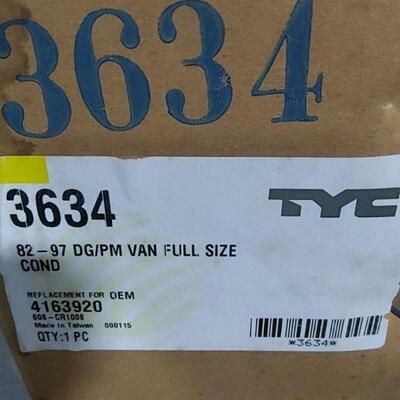 3634
3634
TYC
82-97 DG/PM VAN FULL SIZE
COND
REPLACEMENT FOR OEM
4163920
606-CR1008
Made in Taiwan 000115
QTY:1 PC
*3634*